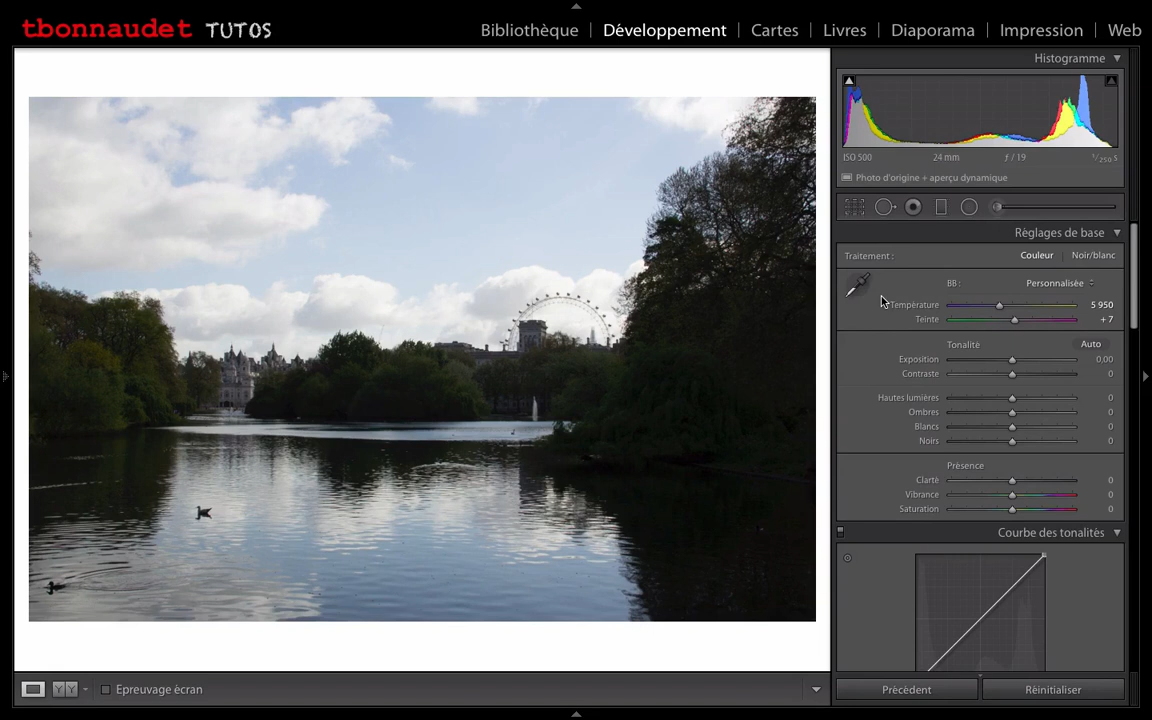 tbonnaudet TUTOS
Bibliothèque | Développement | Cartes | Livres | Diaporama | Impression | Web
Histogramme
ISO 500 24 mm ƒ / 19 1/250 s
Photo d'origine + aperçu dynamique
Réglages de base
Traitement : Couleur | Noir/blanc
BB : Personnalisée
Température 5 950
Teinte + 7
Tonalité Auto
Exposition 0,00
Contraste 0
Hautes lumières 0
Ombres 0
Blancs 0
Noirs 0
Présence
Clarté 0
Vibrance 0
Saturation 0
Courbe des tonalités
YY Epreuvage écran
Précédent Réinitialiser